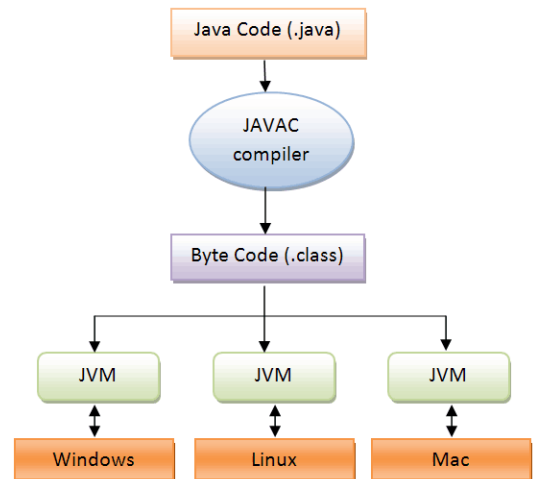 Java Code (.java)
JAVAC
compiler
Byte Code (.class)
JVM
JVM
JVM
Windows
Linux
Mac